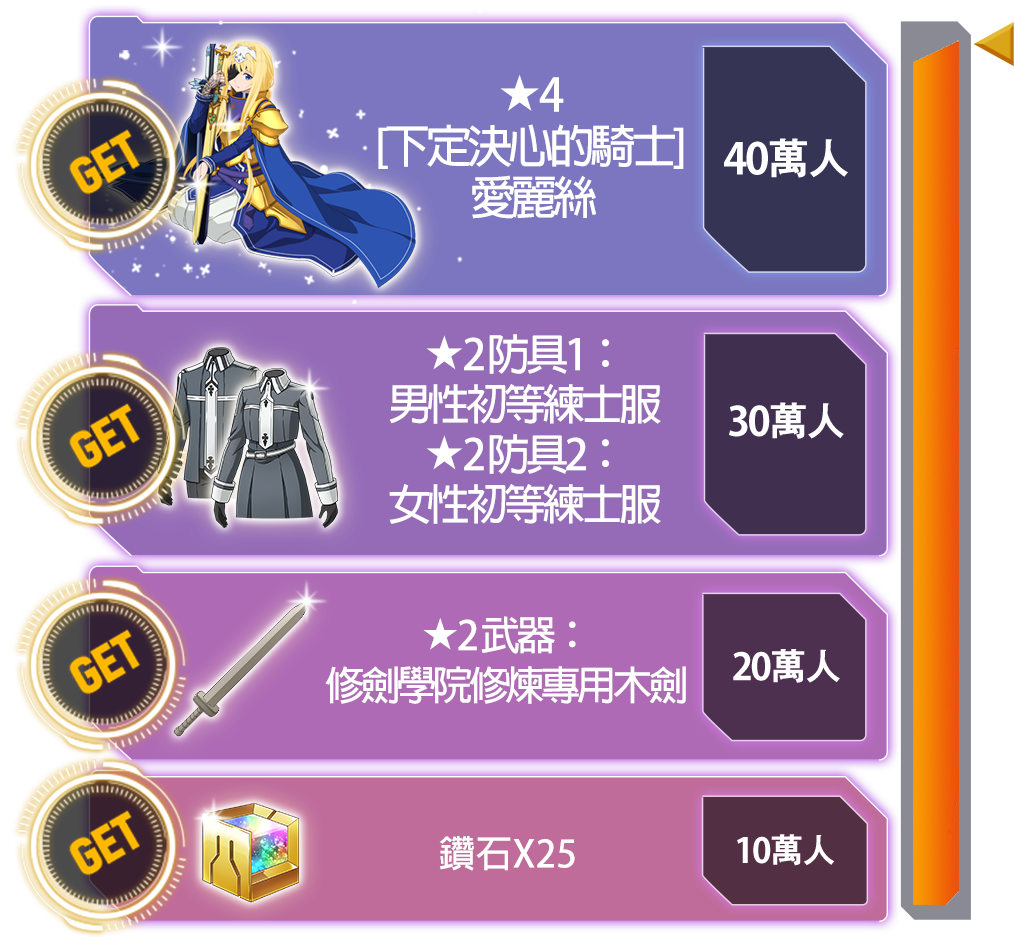 GET
★4
[下定決心的騎士]
愛麗絲
40萬人
GET
★2防具1：
男性初等練士服
★2防具2：
女性初等練士服
30萬人
GET
★2武器：
修劍學院修煉專用木劍
20萬人
GET
鑽石X25
10萬人